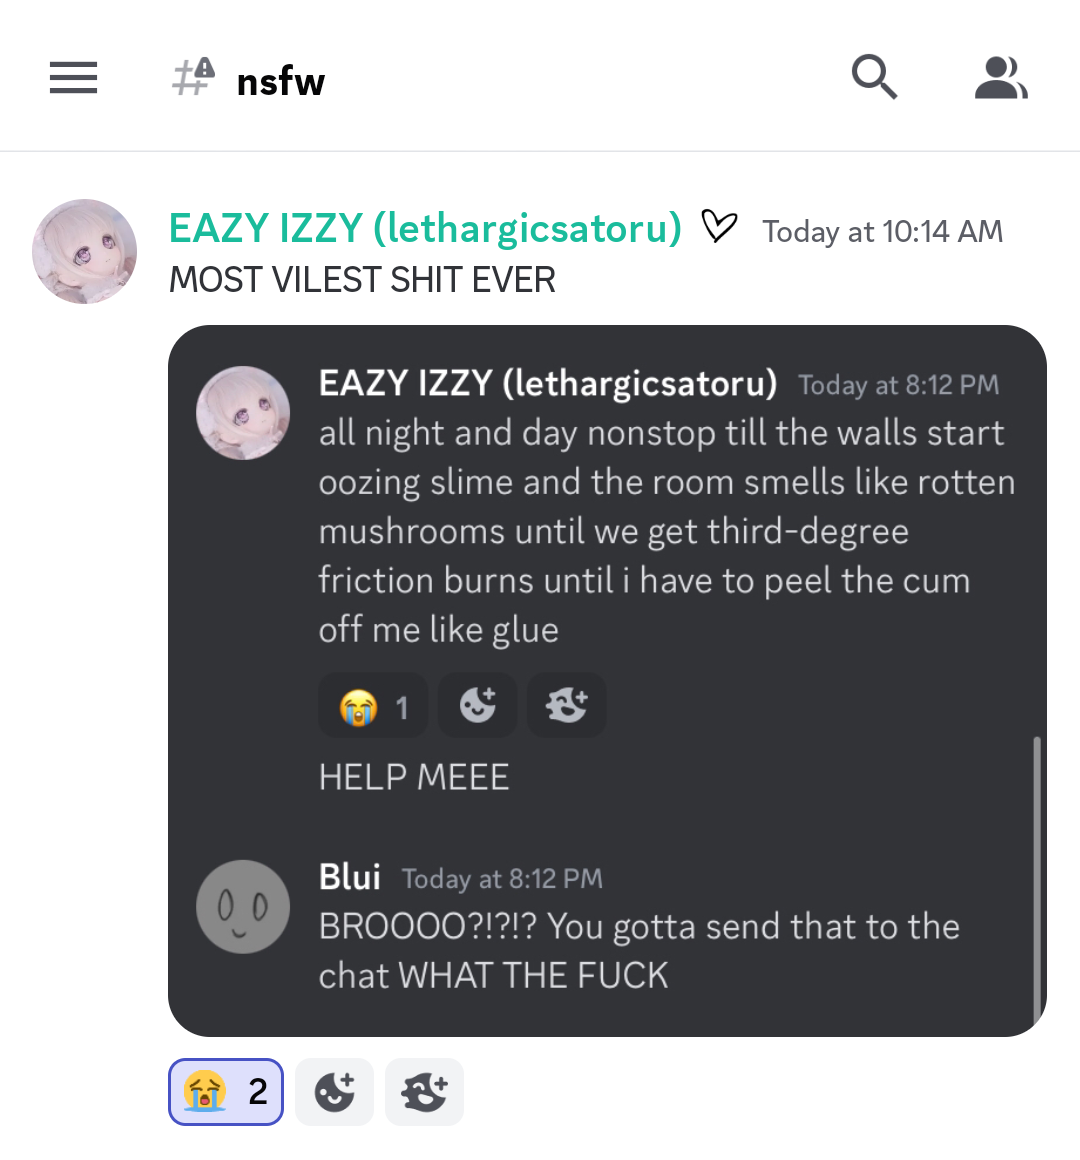 nsfw
EAZY IZZY (lethargicsatoru) Today at 10:14 AM
MOST VILEST SHIT EVER
EAZY IZZY (lethargicsatoru) Today at 8:12 PM
all night and day nonstop till the walls start
oozing slime and the room smells like rotten
mushrooms until we get third-degree
friction burns until i have to peel the cum
off me like glue
1
HELP MEEE
Blui Today at 8:12 PM
BROOOO?!?!? You gotta send that to the
chat WHAT THE FUCK
2